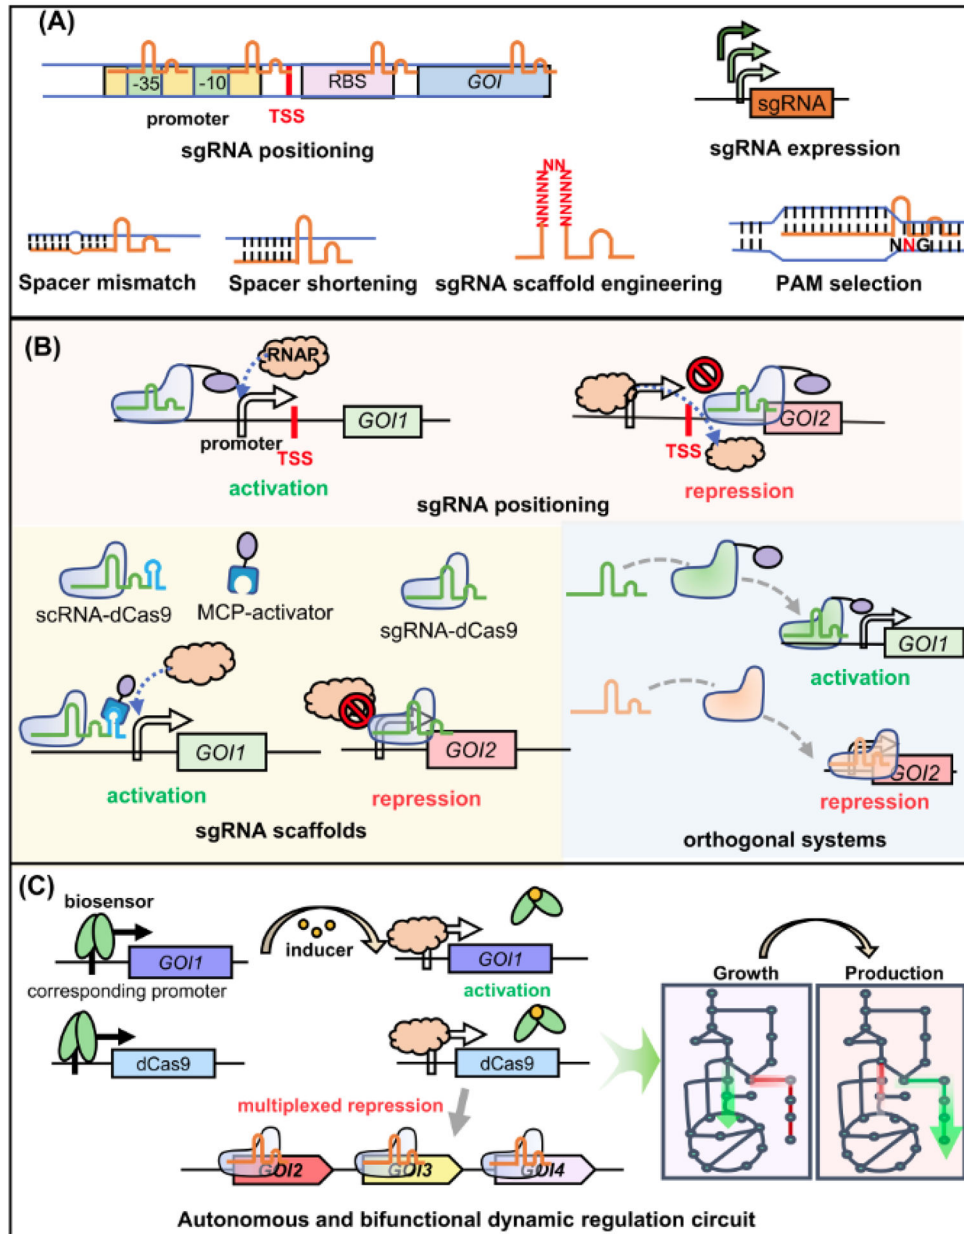 (A)
-35
-10
RBS
GOI
promoter
TSS
sgRNA positioning
sgRNA
sgRNA expression
NN
NNNNN
NNNNN
NNG
Spacer mismatch
Spacer shortening
sgRNA scaffold engineering
PAM selection
(B)
RNAP
promoter
TSS
GOI1
activation
TSS
GOI2
repression
sgRNA positioning
scRNA-dCas9
MCP-activator
sgRNA-dCas9
GOI1
activation
GOI2
repression
sgRNA scaffolds
GOI1
activation
GOI2
repression
orthogonal systems
(C)
biosensor
GOI1
corresponding promoter
inducer
GOI1
activation
dCas9
dCas9
multiplexed repression
GOI2
GOI3
GOI4
Growth
Production
Autonomous and bifunctional dynamic regulation circuit